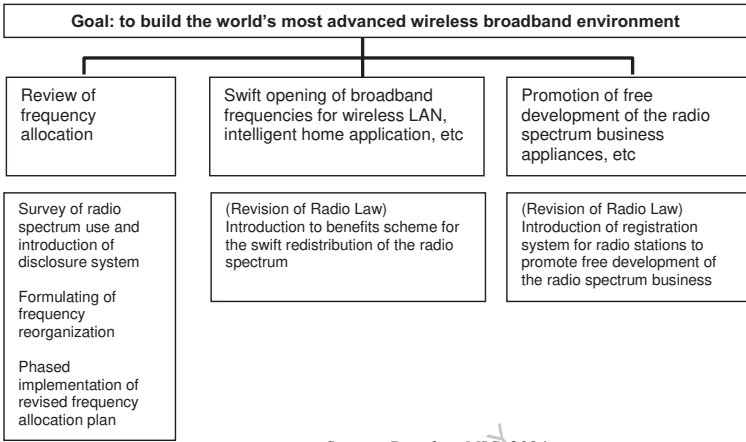 Goal: to build the world's most advanced wireless broadband environment
Review of
frequency
allocation
Swift opening of broadband
frequencies for wireless LAN,
intelligent home application, etc
Promotion of free
development of the radio
spectrum business
appliances, etc
Survey of radio
spectrum use and
introduction of
disclosure system
Formulating of
frequency
reorganization
Phased
implementation of
revised frequency
allocation plan
(Revision of Radio Law)
Introduction to benefits scheme for
the swift redistribution of the radio
spectrum
(Revision of Radio Law)
Introduction of registration
system for radio stations to
promote free development of
the radio spectrum business